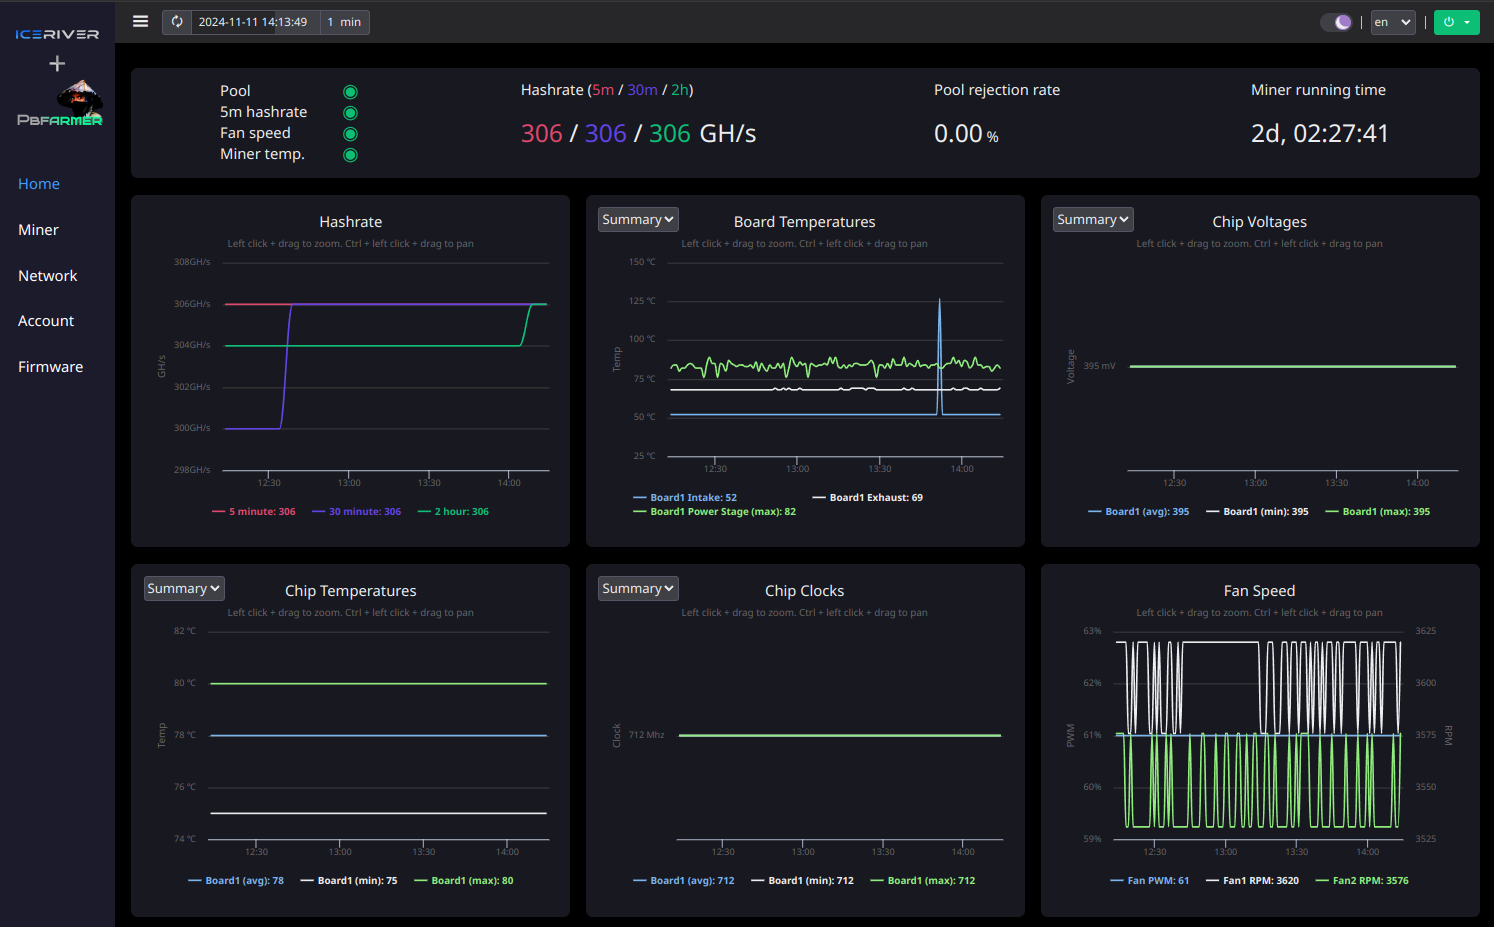 ICERIVER
+
PBFARMER
Home
Miner
Network
Account
Firmware
2024-11-11 14:13:49 1 min
| en | 
Pool
5m hashrate
Fan speed
Miner temp.
Hashrate (5m / 30m / 2h)
306 / 306 / 306 GH/s
Pool rejection rate
0.00 %
Miner running time
2d, 02:27:41
Hashrate
Left click + drag to zoom. Ctrl + left click + drag to pan
308GH/s
306GH/s
304GH/s
302GH/s
300GH/s
298GH/s
GH/s
12:30 13:00 13:30 14:00
5 minute: 306 30 minute: 306 2 hour: 306
Summary
Board Temperatures
Left click + drag to zoom. Ctrl + left click + drag to pan
150 °C
125 °C
100 °C
75 °C
50 °C
25 °C
Temp
12:30 13:00 13:30 14:00
Board1 Intake: 52 Board1 Exhaust: 69
Board1 Power Stage (max): 82
Summary
Chip Voltages
Left click + drag to zoom. Ctrl + left click + drag to pan
395 mV
Voltage
12:30 13:00 13:30 14:00
Board1 (avg): 395 Board1 (min): 395 Board1 (max): 395
Summary
Chip Temperatures
Left click + drag to zoom. Ctrl + left click + drag to pan
82 °C
80 °C
78 °C
76 °C
74 °C
Temp
12:30 13:00 13:30 14:00
Board1 (avg): 78 Board1 (min): 75 Board1 (max): 80
Summary
Chip Clocks
Left click + drag to zoom. Ctrl + left click + drag to pan
712 Mhz
Clock
12:30 13:00 13:30 14:00
Board1 (avg): 712 Board1 (min): 712 Board1 (max): 712
Fan Speed
Left click + drag to zoom. Ctrl + left click + drag to pan
63% 3625
62% 3600
61% 3575
60% 3550
59% 3525
PWM
RPM
12:30 13:00 13:30 14:00
Fan PWM: 61 Fan1 RPM: 3620 Fan2 RPM: 3576